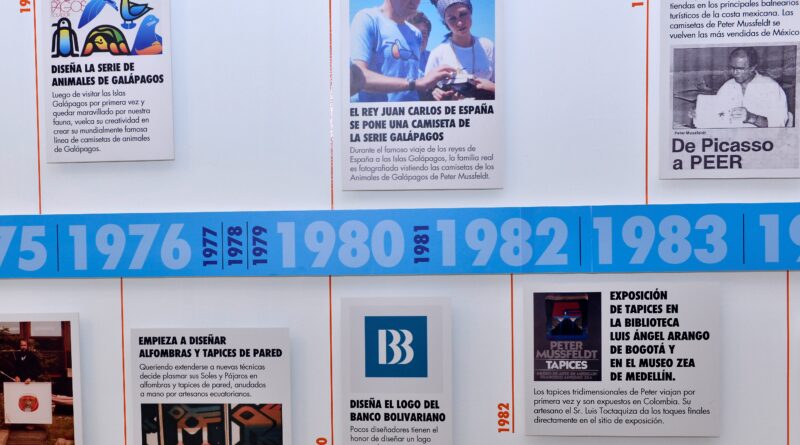 PAGOS
DISEÑA LA SERIE DE
ANIMALES DE GALÁPAGOS
Luego de visitar las Islas
Galápagos por primera vez y
quedar maravillado por nuestra
fauna, vuelca su creatividad en
crear su mundialmente famosa
línea de camisetas de animales
de Galápagos.
EL REY JUAN CARLOS DE ESPAÑA
SE PONE UNA CAMISETA DE
LA SERIE GALÁPAGOS
Durante el famoso viaje de los reyes de
España a las Islas Galápagos, la familia real
es fotografiada vistiendo las camisetas de los
Animales de Galápagos de Peter Mussfeldt.
tiendas en los principales balnearios
turísticos de la costa mexicana. Las
camisetas de Peter Mussfeldt se
vuelven las más vendidas de México
Peter Mussfeldt
De Picasso
a PEER
75 1976 1977 1978 1979 1980 1981 1982 1983 19
EMPIEZA A DISEÑAR
ALFOMBRAS Y TAPICES DE PARED
Queriendo extenderse a nuevas técnicas
decide plasmar sus Soles y Pájaros en
alfombras y tapices de pared, anudados a
mano por artesanos ecuatorianos.
BB
DISEÑA EL LOGO DEL
BANCO BOLIVARIANO
Pocos diseñadores tienen el
honor de diseñar un logo
1982
PETER
MUSSFELDT
TAPICES
EXPOSICIÓN
DE TAPICES EN
LA BIBLIOTECA
LUIS ÁNGEL ARANGO
DE BOGOTÁ Y
EN EL MUSEO ZEA
DE MEDELLÍN.
Los tapices tridimensionales de Peter viajan por
primera vez y son expuestos en Colombia. Su
artesano el Sr. Luis Toctaquiza da los toques finales
directamente en el sitio de exposición.